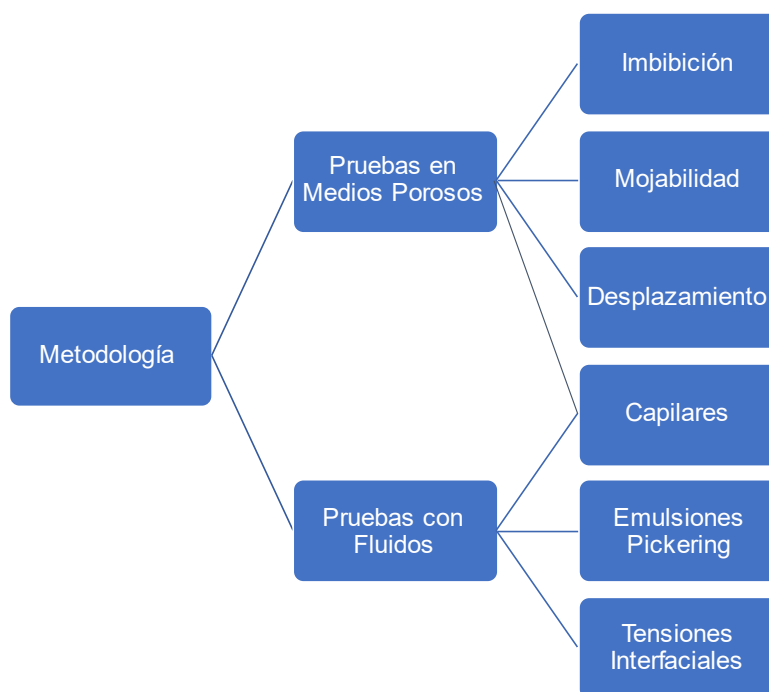 Metodología
Pruebas en
Medios Porosos
Pruebas con
Fluidos
Imbibición
Mojabilidad
Desplazamiento
Capilares
Emulsiones
Pickering
Tensiones
Interfaciales